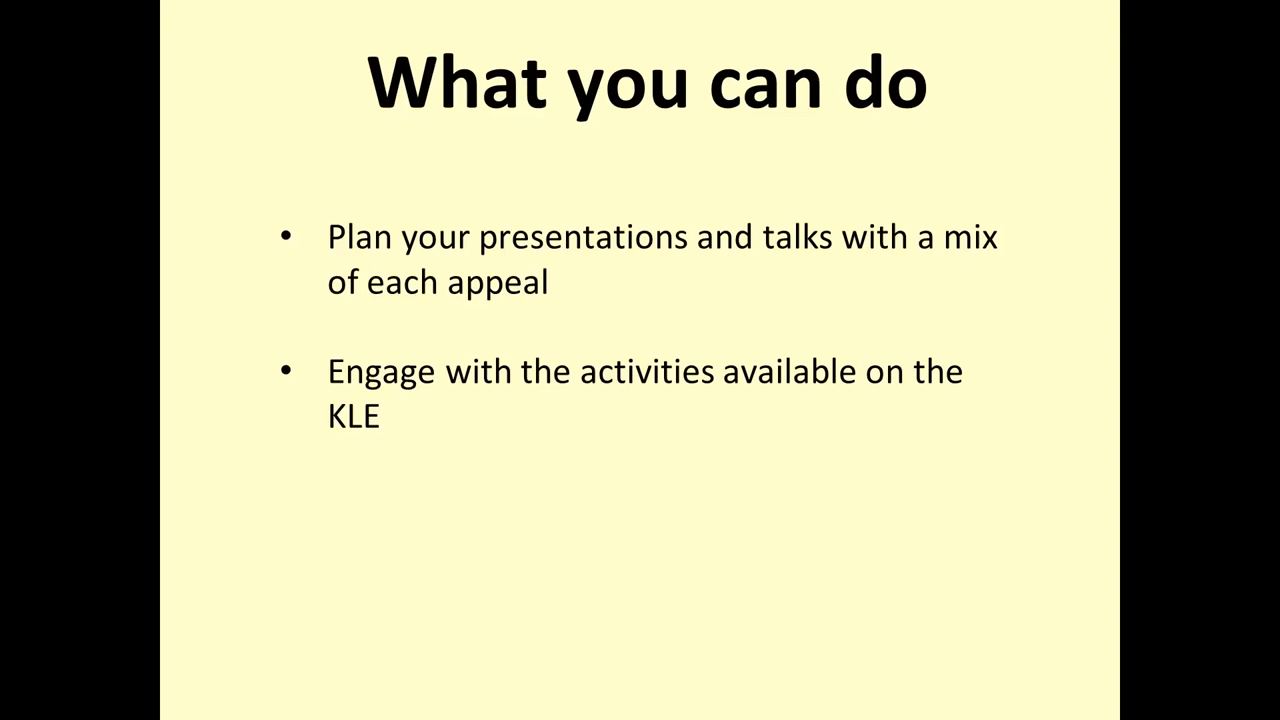 What you can do
• Plan your presentations and talks with a mix
of each appeal
• Engage with the activities available on the
KLE